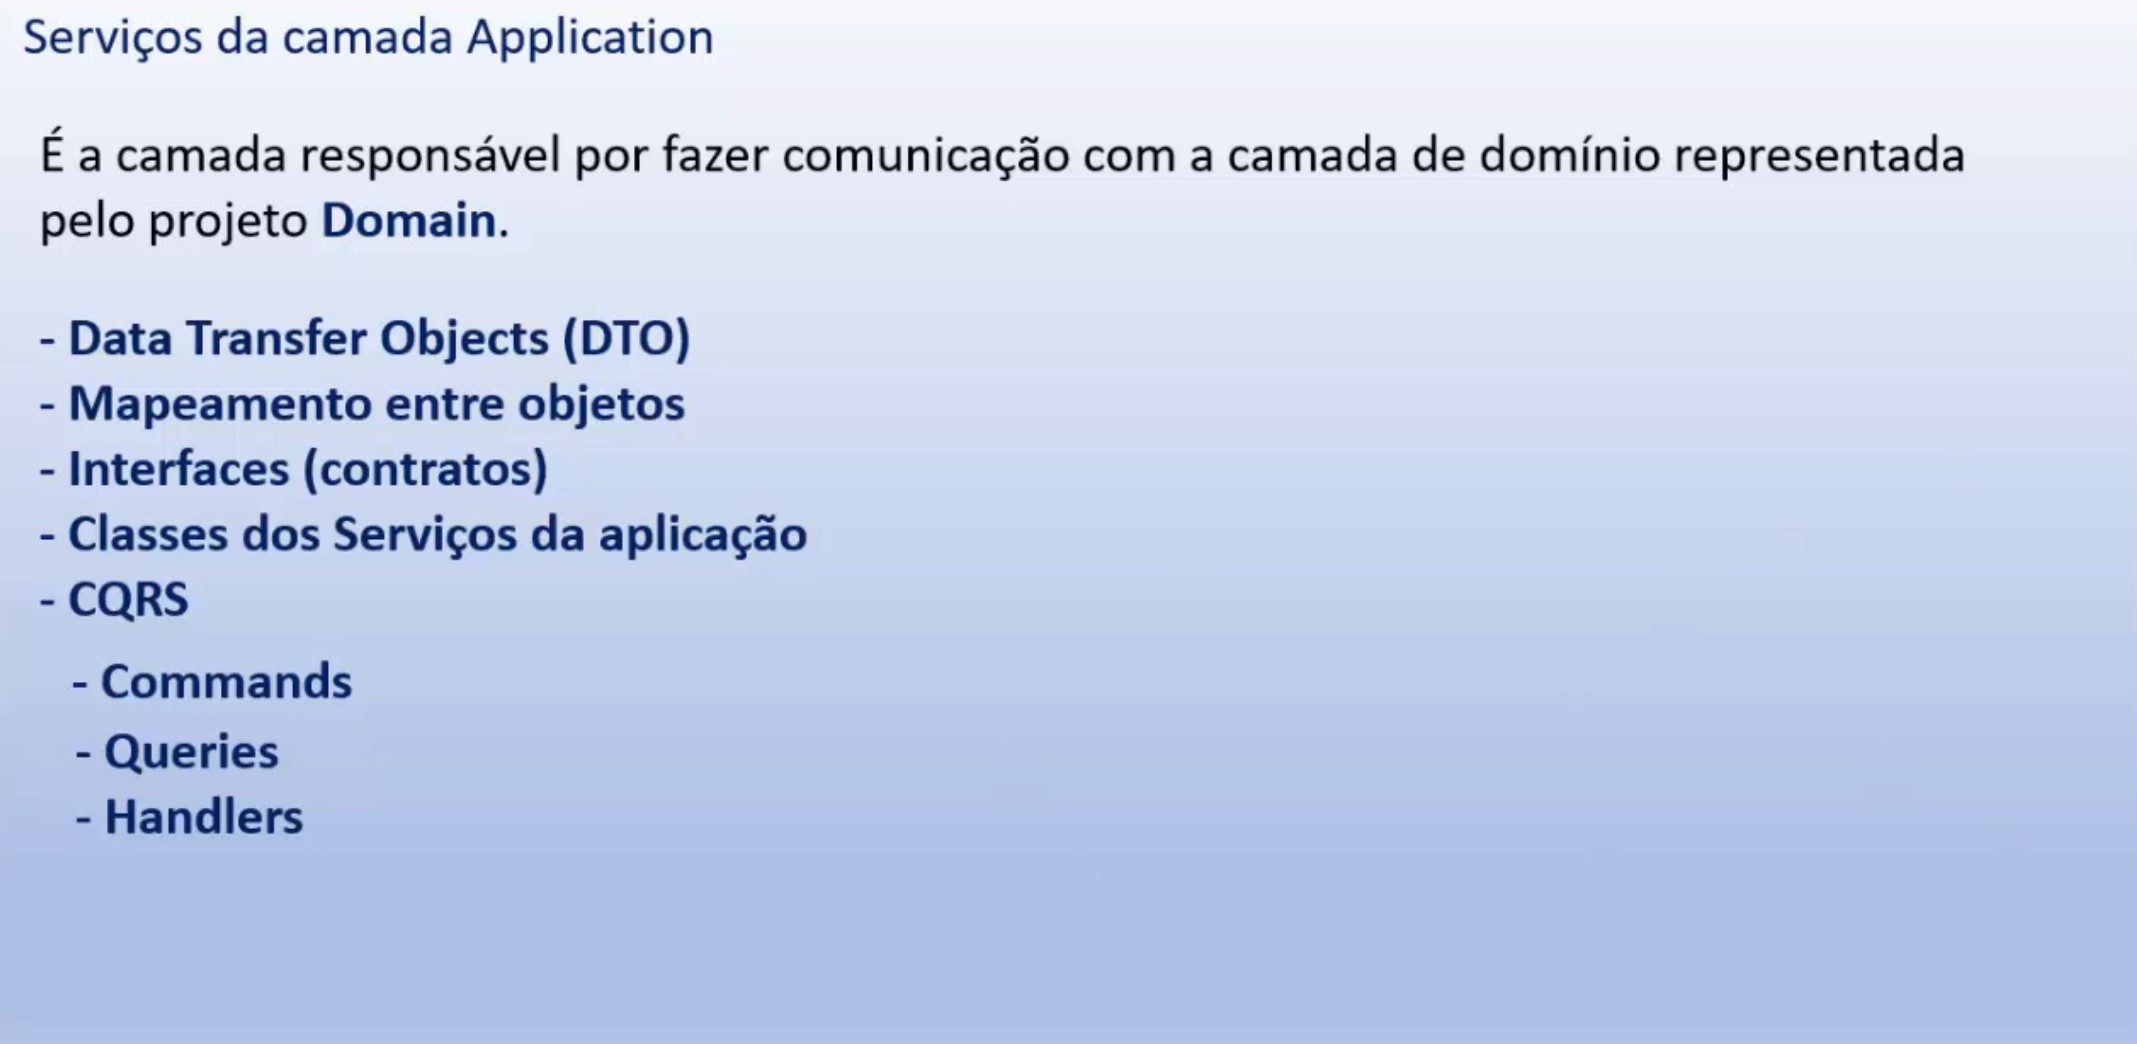 Serviços da camada Application
É a camada responsável por fazer comunicação com a camada de domínio representada
pelo projeto Domain.
- Data Transfer Objects (DTO)
- Mapeamento entre objetos
- Interfaces (contratos)
- Classes dos Serviços da aplicação
- CQRS
- Commands
- Queries
- Handlers